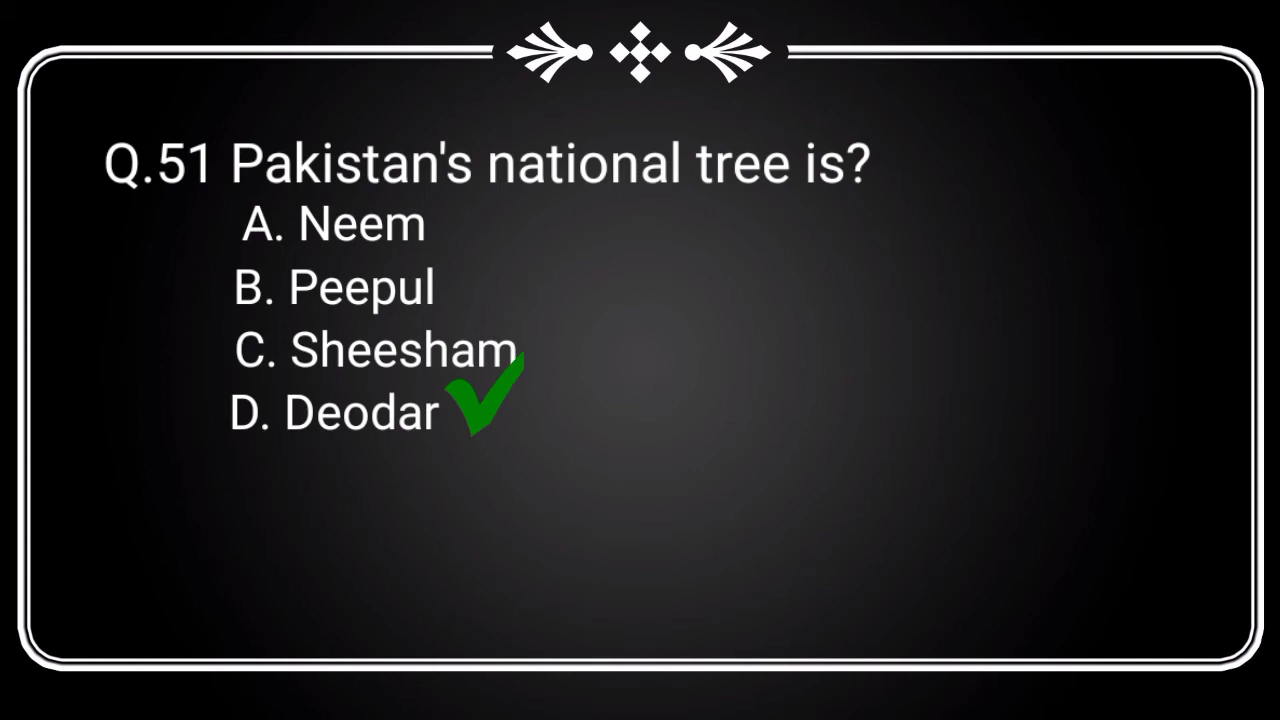 Q.51 Pakistan's national tree is?
A. Neem
B. Peepul
C. Sheesham
D. Deodar